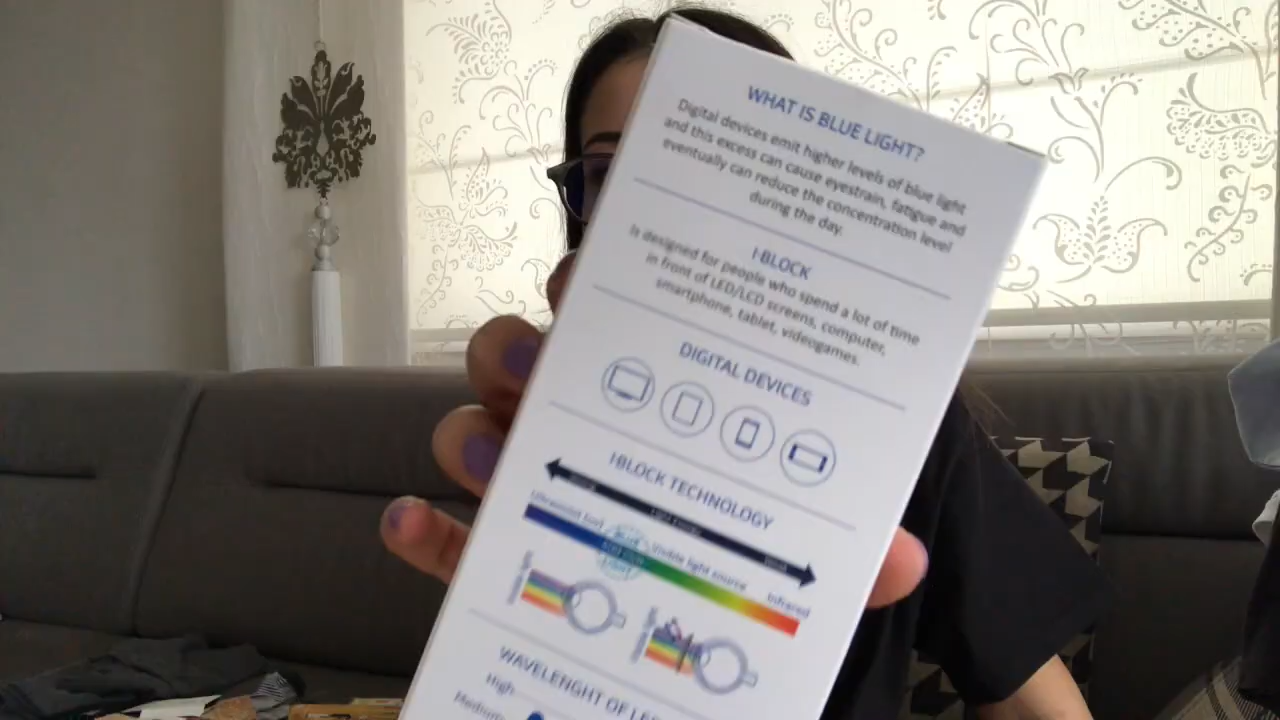 WHAT IS BLUE LIGHT?
Digital devices emit higher levels of blue light
and this excess can cause eyestrain, fatigue and
eventually can reduce the concentration level
during the day.
I-BLOCK
Is designed for people who spend a lot of time
in front of LED/LCD screens, computer,
smartphone, tablet, videogames.
DIGITAL DEVICES
I-BLOCK TECHNOLOGY
BLUE
LIGHT
Visible light source
Infrared
WAVELENGHT OF
High
Medium